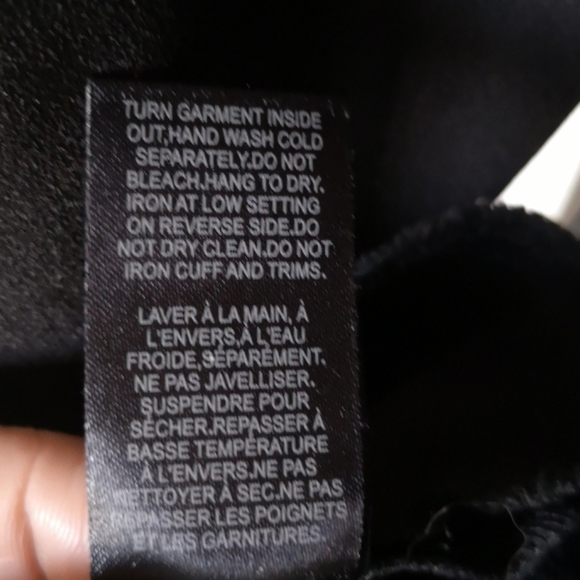 TURN GARMENT INSIDE
OUT.HAND WASH COLD
SEPARATELY.DO NOT
BLEACH.HANG TO DRY.
IRON AT LOW SETTING
ON REVERSE SIDE.DO
NOT DRY CLEAN.DO NOT
IRON CUFF AND TRIMS.
LAVER À LA MAIN, À
L'ENVERS,À L'EAU
FROIDE,SÉPARÉMENT.
NE PAS JAVELLISER.
SUSPENDRE POUR
SÉCHER.REPASSER À
BASSE TEMPÉRATURE
À L'ENVERS.NE PAS
NETTOYER À SEC.NE PAS
REPASSER LES POIGNETS
ET LES GARNITURES.